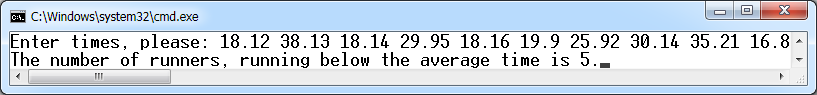 C:\Windows\system32\cmd.exe
Enter times, please: 18.12 38.13 18.14 29.95 18.16 19.9 25.92 30.14 35.21 16.8
The number of runners, running below the average time is 5.